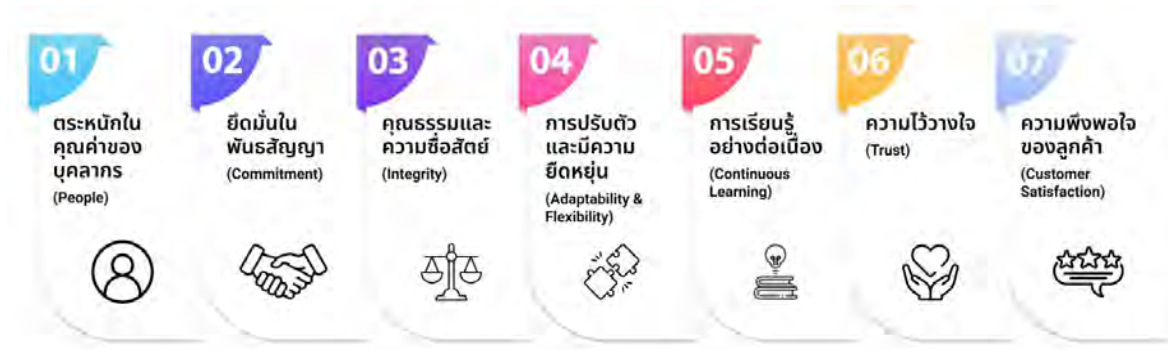 01
ตระหนักใน
คุณค่าของ
บุคลากร
(People)
02
ยึดมั่นใน
พันธสัญญา
(Commitment)
03
คุณธรรมและ
ความซื่อสัตย์
(Integrity)
04
การปรับตัว
และมีความ
ยืดหยุ่น
(Adaptability &
Flexibility)
05
การเรียนรู้
อย่างต่อเนื่อง
(Continuous
Learning)
06
ความไว้วางใจ
(Trust)
07
ความพึงพอใจ
ของลูกค้า
(Customer
Satisfaction)